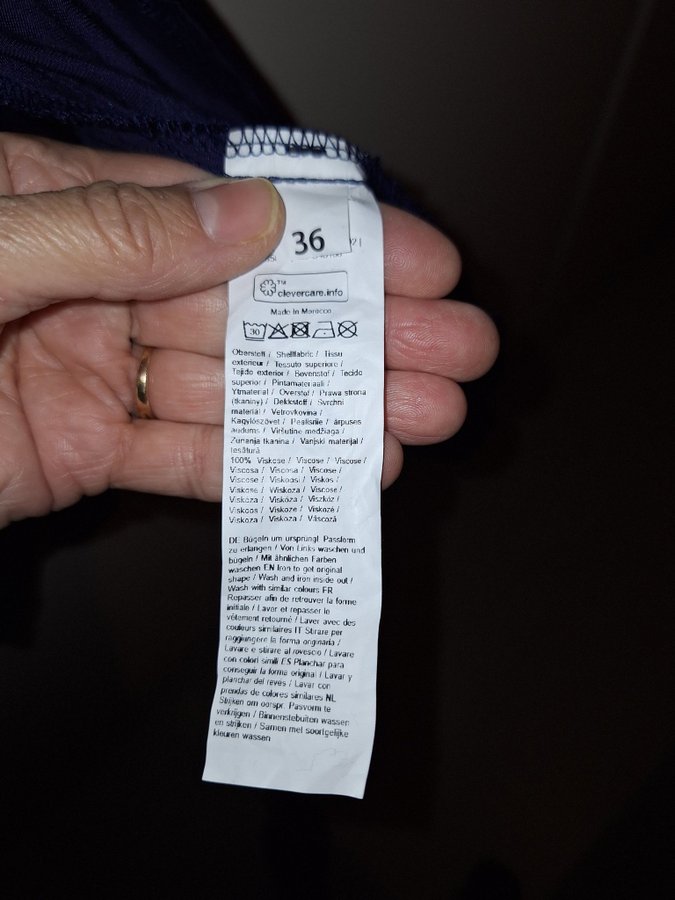 36
TM
clevercare.info
Made in Morocco
30
Oberstoff / Shellfabric / Tissu
exterieur / Tessuto superiore /
Tejido exterior / Bovenstof / Tecido
superior / Pintamateriaali /
Ytmaterial / Overstof / Prawa strona
(tkaniny) / Dekkstoff / Svrchní
materiál / Vetrovkovina /
Kagylószövet / Pealisriie / ārpuses
audums / Viršutinė medžiaga /
Zunanja tkanina / Vanjski materijal /
tesătură
100% Viskose / Viscose / Viscose /
Viscosa / Viscosa / Viscose /
Viscose / Viskoosi / Viskos /
Viskose / Wiskoza / Viscose /
Viskóza / Viskóza / Viszkóz /
Viskoos / Viskoze / Viskozė /
Viskoza / Viskoza / Vâscoză
DE Bügeln um ursprüngl. Passform
zu erlangen / Von Links waschen und
bügeln / Mit ähnlichen Farben
waschen EN Iron to get original
shape / Wash and iron inside out /
Wash with similar colours FR
Repasser afin de retrouver la forme
initiale / Laver et repasser le
vêtement retourné / Laver avec des
couleurs similaires IT Stirare per
raggiungere la forma originaria /
Lavare e stirare al rovescio / Lavare
con colori simili ES Planchar para
conseguir la forma original / Lavar y
planchar del revés / Lavar con
prendas de colores similares NL
Strijken om oorspr. Pasvorm te
verkrijgen / Binnenstebuiten wassen
en strijken / Samen met soortgelijke
kleuren wassen